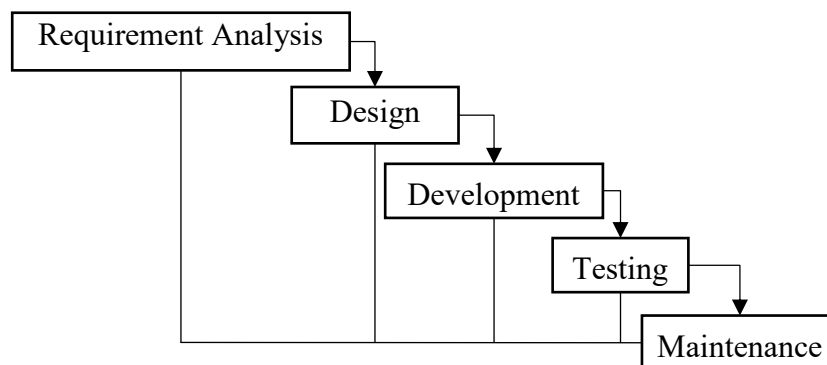 Requirement Analysis
Design
Development
Testing
Maintenance